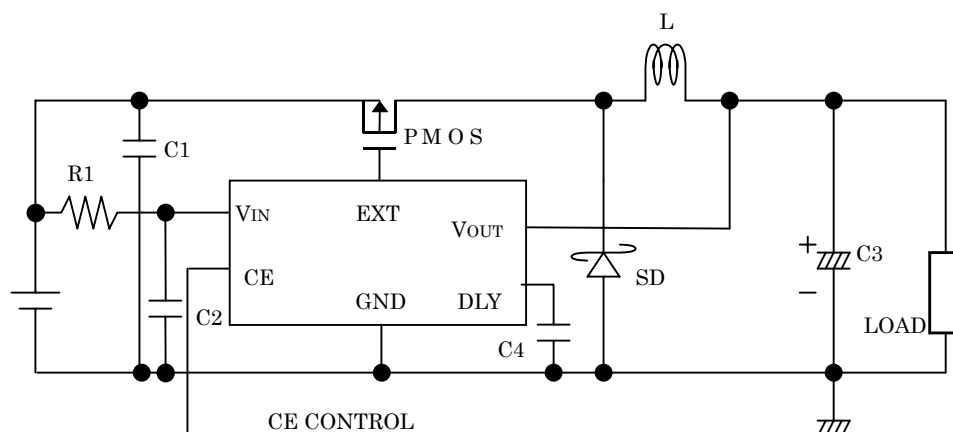 L
PMOS
C1
R1
VIN
EXT
VOUT
+
C3
CE
SD
GND
DLY
−
C2
C4
LOAD
CE CONTROL